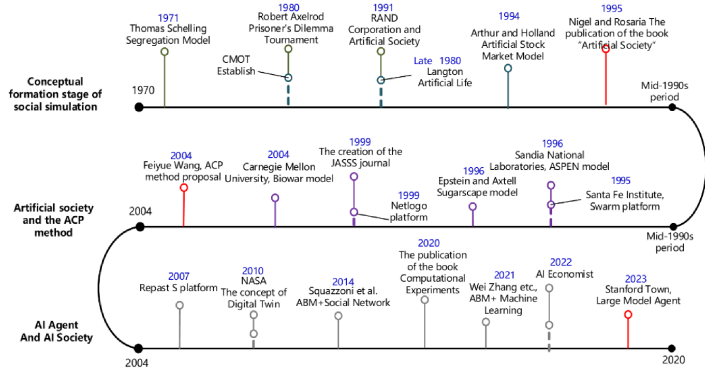 1971
Thomas Schelling
Segregation Model
1980
Robert Axelrod
Prisoner's Dilemma
Tournament
CMOT
Establish
1991
RAND
Corporation and
Artificial Society
Late 1980
Langton
Artificial Life
1994
Arthur and Holland
Artificial Stock
Market Model
1995
Nigel and Rosaria The
publication of the book
"Artificial Society"
Conceptual
formation stage of
social simulation
1970
Mid-1990s
period
2004
Feiyue Wang, ACP
method proposal
2004
Carnegie Mellon
University, Biowar model
1999
The creation of the
JASSS journal
1999
Netlogo
platform
1996
Epstein and Axtell
Sugarscape model
1996
Sandia National
Laboratories, ASPEN model
1995
Santa Fe Institute,
Swarm platform
Artificial society
and the ACP
method
2004
Mid-1990s
period
2007
Repast S platform
2010
NASA
The concept of
Digital Twin
2014
Squazzoni et al.
ABM+Social Network
2020
The publication
of the book
Computational
Experiments
2021
Wei Zhang etc.,
ABM+ Machine
Learning
2022
AI Economist
2023
Stanford Town,
Large Model Agent
AI Agent
And AI Society
2004
2020